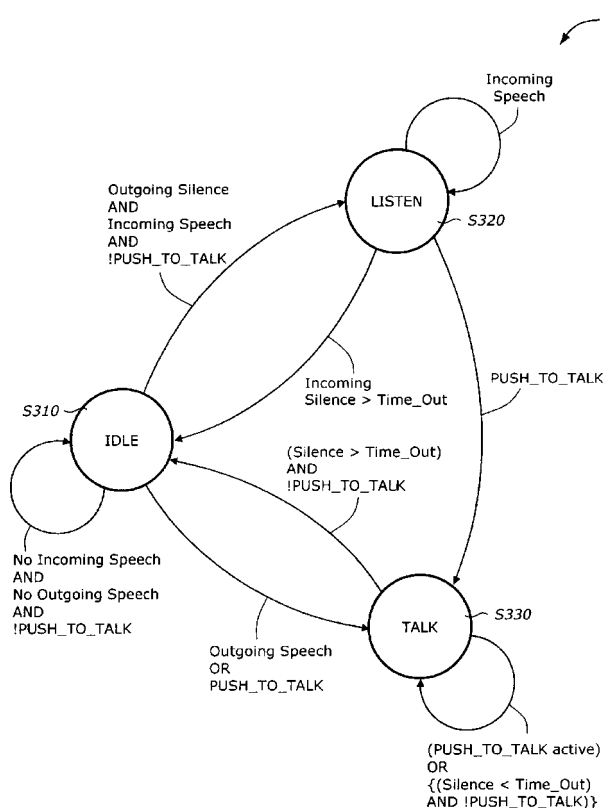 Incoming
Speech
LISTEN
S320
Outgoing Silence
AND
Incoming Speech
AND
!PUSH_TO_TALK
PUSH_TO_TALK
Incoming
Silence > Time_Out
S310
IDLE
(Silence > Time_Out)
AND
!PUSH_TO_TALK
No Incoming Speech
AND
No Outgoing Speech
AND
!PUSH_TO_TALK
S330
TALK
Outgoing Speech
OR
PUSH_TO_TALK
(PUSH_TO_TALK active)
OR
{(Silence < Time_Out)
AND !PUSH_TO_TALK)}